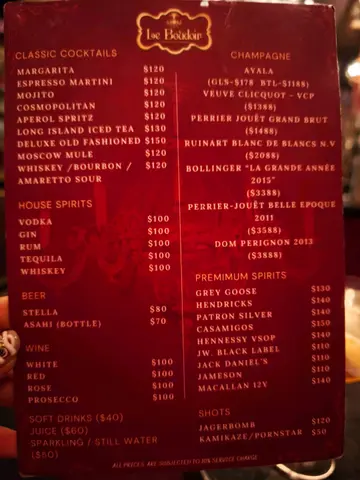 Le Boudoir
CLASSIC COCKTAILS
MARGARITA $120
ESPRESSO MARTINI $120
MOJITO $120
COSMOPOLITAN $120
APEROL SPRITZ $120
LONG ISLAND ICED TEA $130
DELUXE OLD FASHIONED $150
MOSCOW MULE $120
WHISKEY /BOURBON / $120
AMARETTO SOUR
HOUSE SPIRITS
VODKA $100
GIN $100
RUM $100
TEQUILA $100
WHISKEY $100
BEER
STELLA $80
ASAHI (BOTTLE) $70
WINE
WHITE $100
RED $100
ROSE $100
PROSECCO $100
SOFT DRINKS ($40)
JUICE ($60)
SPARKLING / STILL WATER
($60)
CHAMPAGNE
AYALA
(GLS-$178 BTL-$1188)
VEUVE CLICQUOT - VCP
($1388)
PERRIER JOUËT GRAND BRUT
($1488)
RUINART BLANC DE BLANCS N.V
($2088)
BOLLINGER "LA GRANDE ANNÉE
2015"
($3388)
PERRIER-JOUËT BELLE EPOQUE
2011
($3588)
DOM PERIGNON 2013
($3888)
PREMIMUM SPIRITS
GREY GOOSE $130
HENDRICKS $140
PATRON SILVER $140
CASAMIGOS $150
HENNESSY VSOP $140
JW. BLACK LABEL $110
JACK DANIEL'S $110
JAMESON $110
MACALLAN 12Y $140
SHOTS
JAGERBOMB $120
KAMIKAZE/PORNSTAR $50
ALL PRICES ARE SUBJECTED TO 10% SERVICE CHARGE